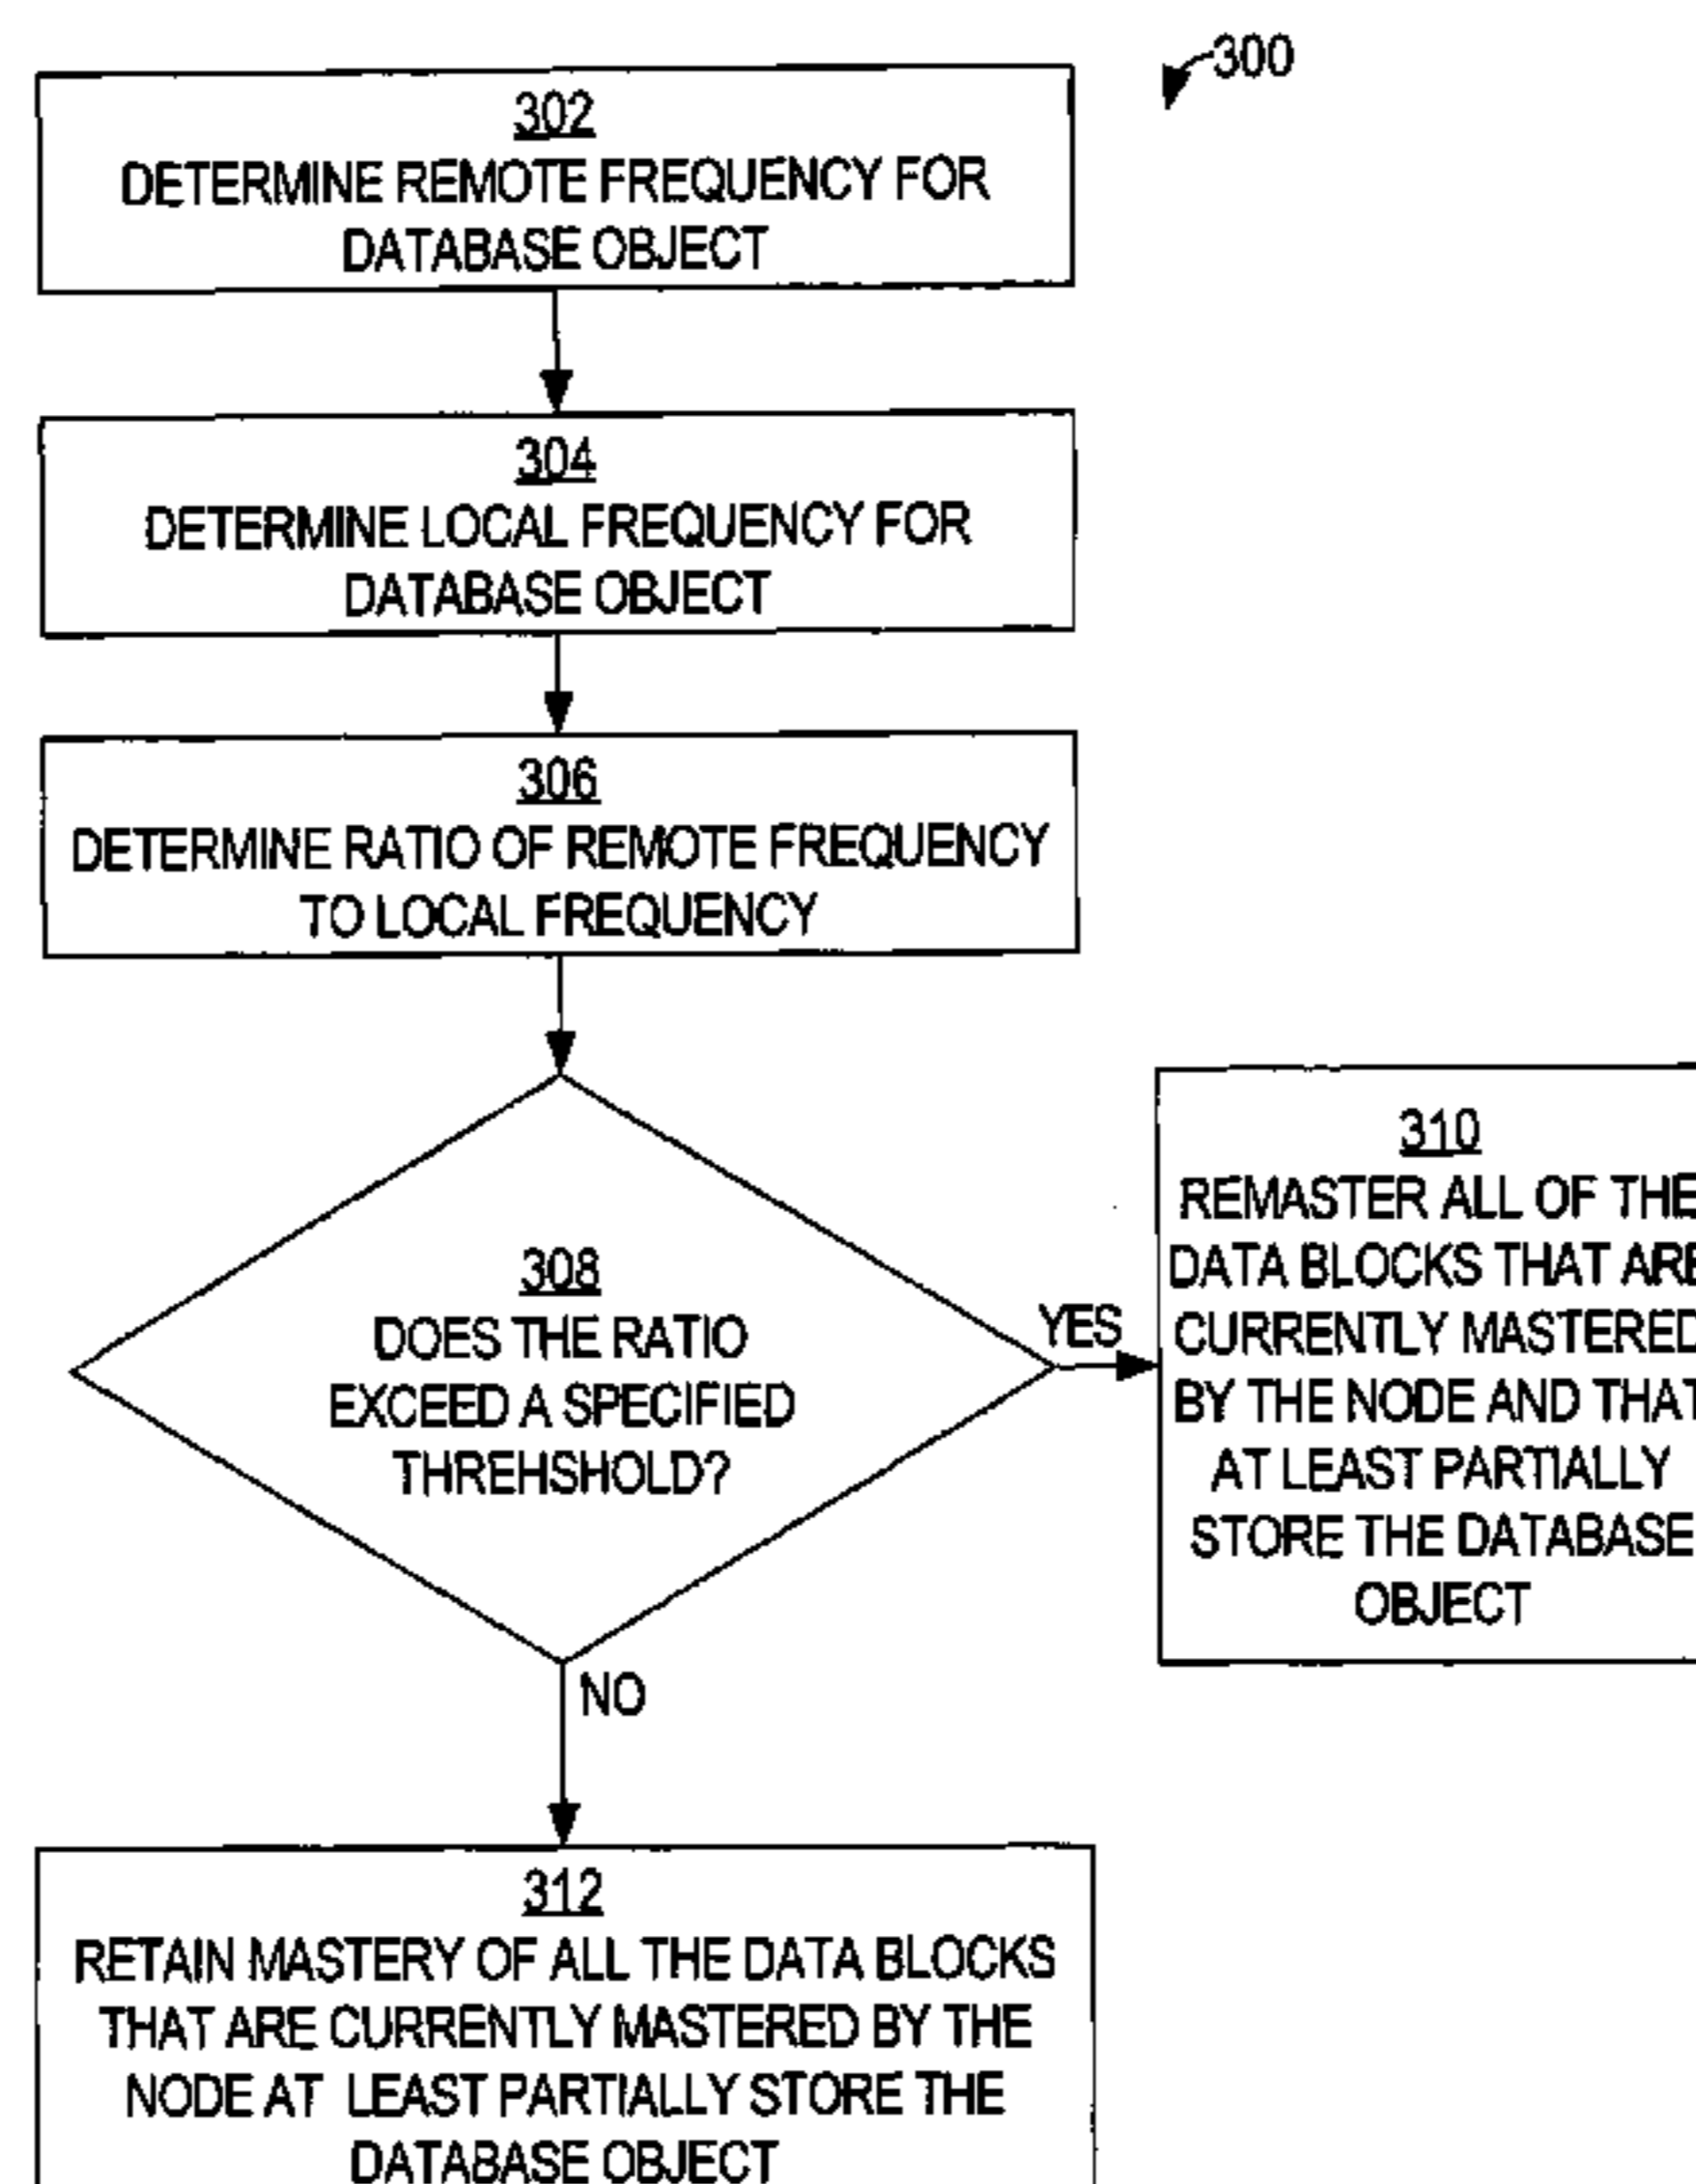 300
302
DETERMINE REMOTE FREQUENCY FOR
DATABASE OBJECT
304
DETERMINE LOCAL FREQUENCY FOR
DATABASE OBJECT
306
DETERMINE RATIO OF REMOTE FREQUENCY
TO LOCAL FREQUENCY
308
DOES THE RATIO
EXCEED A SPECIFIED
THREHSHOLD?
YES
310
REMASTER ALL OF THE
DATA BLOCKS THAT ARE
CURRENTLY MASTERED
BY THE NODE AND THAT
AT LEAST PARTIALLY
STORE THE DATABASE
OBJECT
NO
312
RETAIN MASTERY OF ALL THE DATA BLOCKS
THAT ARE CURRENTLY MASTERED BY THE
NODE AT LEAST PARTIALLY STORE THE
DATABASE OBJECT